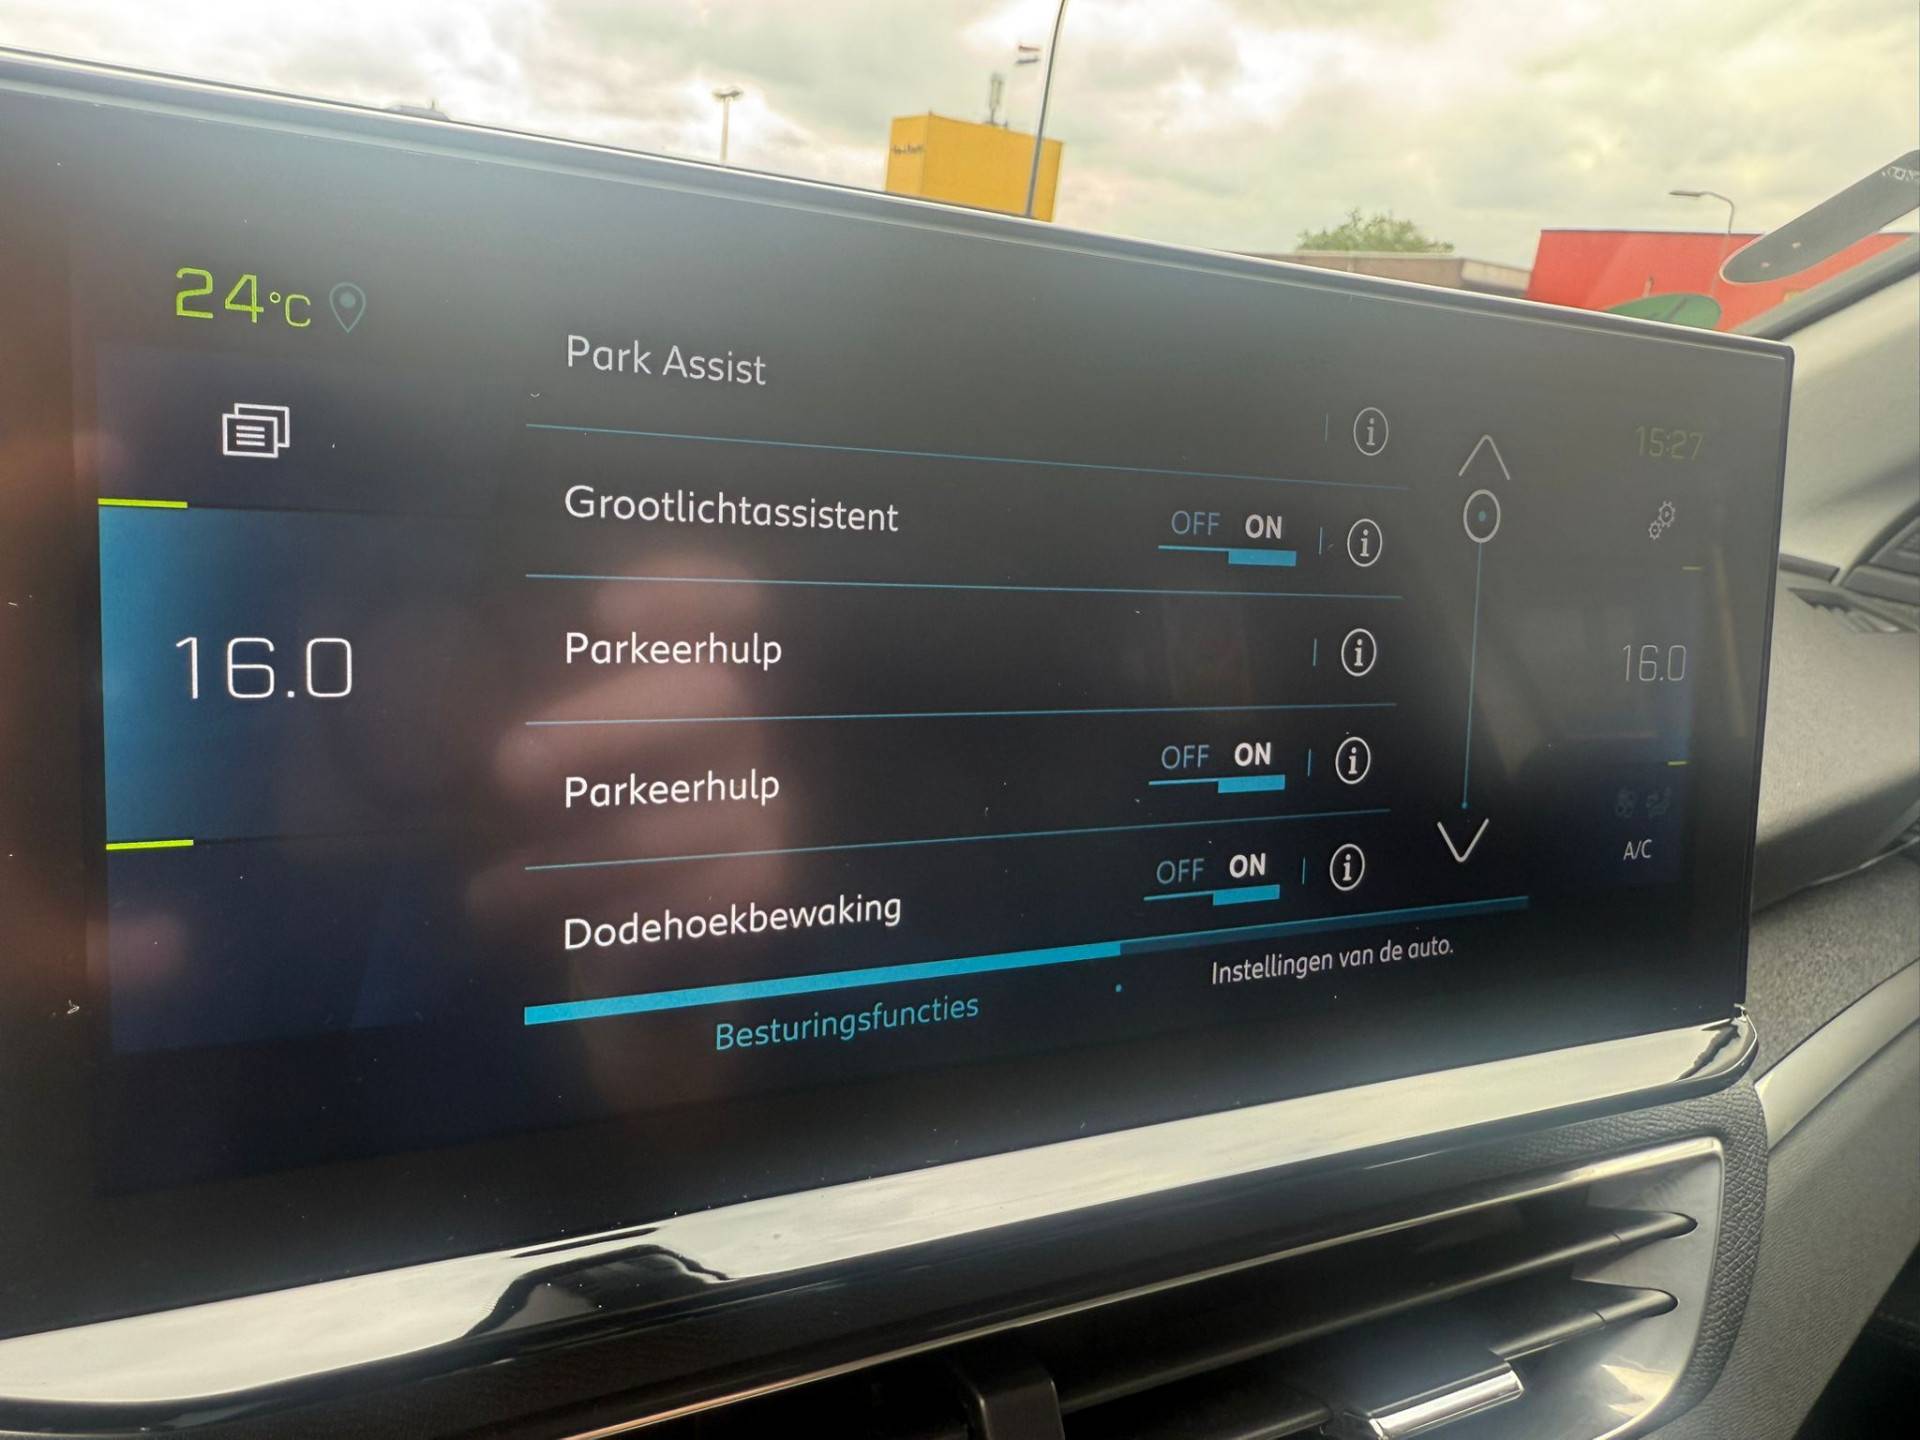 24°C
Park Assist
15:27
Grootlichtassistent OFF ON
16.0
Parkeerhulp
16.0
Parkeerhulp OFF ON
Dodehoekbewaking OFF ON
A/C
Besturingsfuncties
Instellingen van de auto.